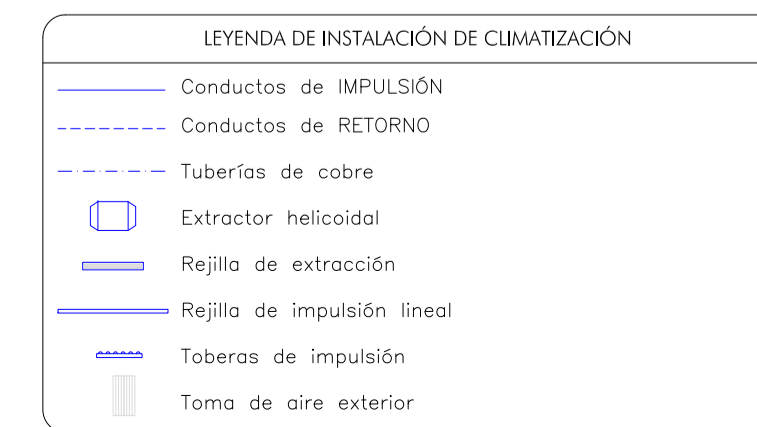 LEYENDA DE INSTALACIÓN DE CLIMATIZACIÓN
Conductos de IMPULSIÓN
Conductos de RETORNO
Tuberías de cobre
Extractor helicoidal
Rejilla de extracción
Rejilla de impulsión lineal
Toberas de impulsión
Toma de aire exterior